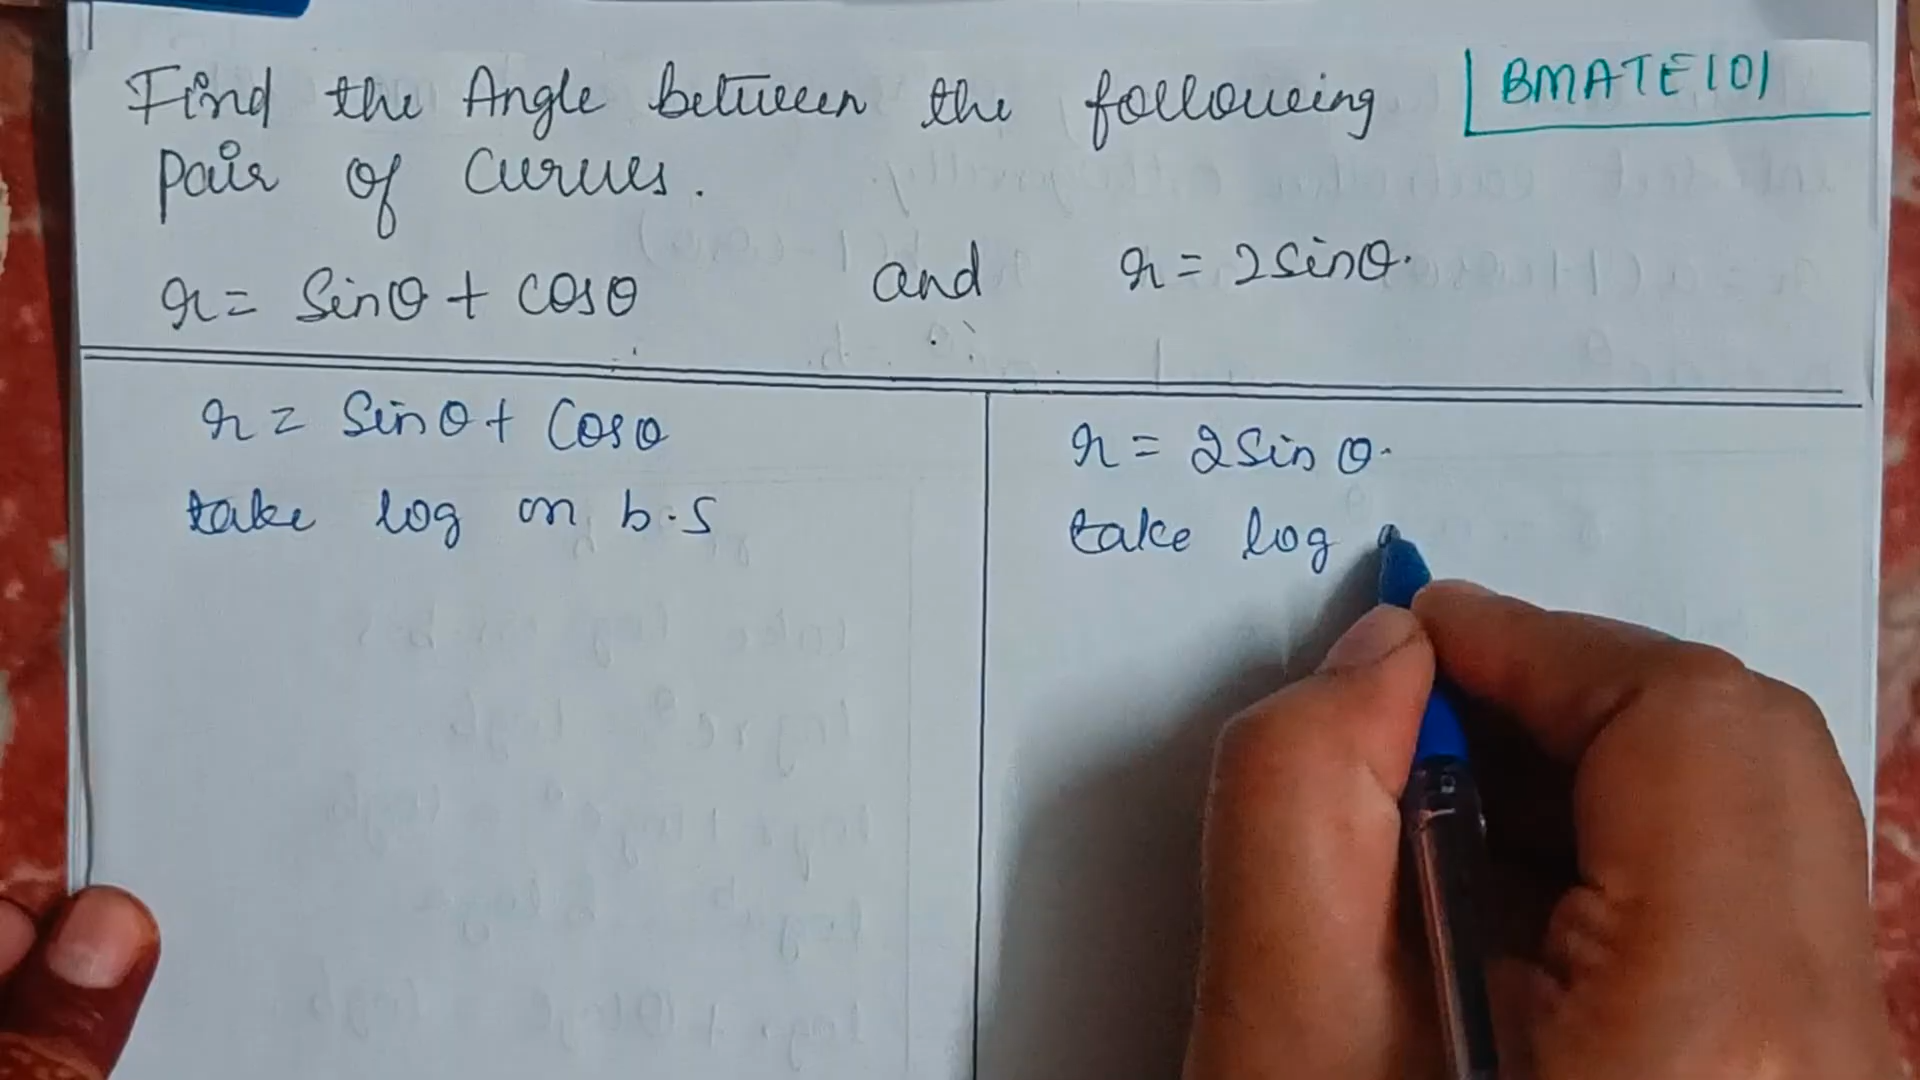 Find the Angle between the following
BMATE101
pair of Curves.
r = Sinθ + cosθ and r = 2Sinθ.
r = Sinθ + Cosθ
take log on b.s
r = 2Sin θ.
take log